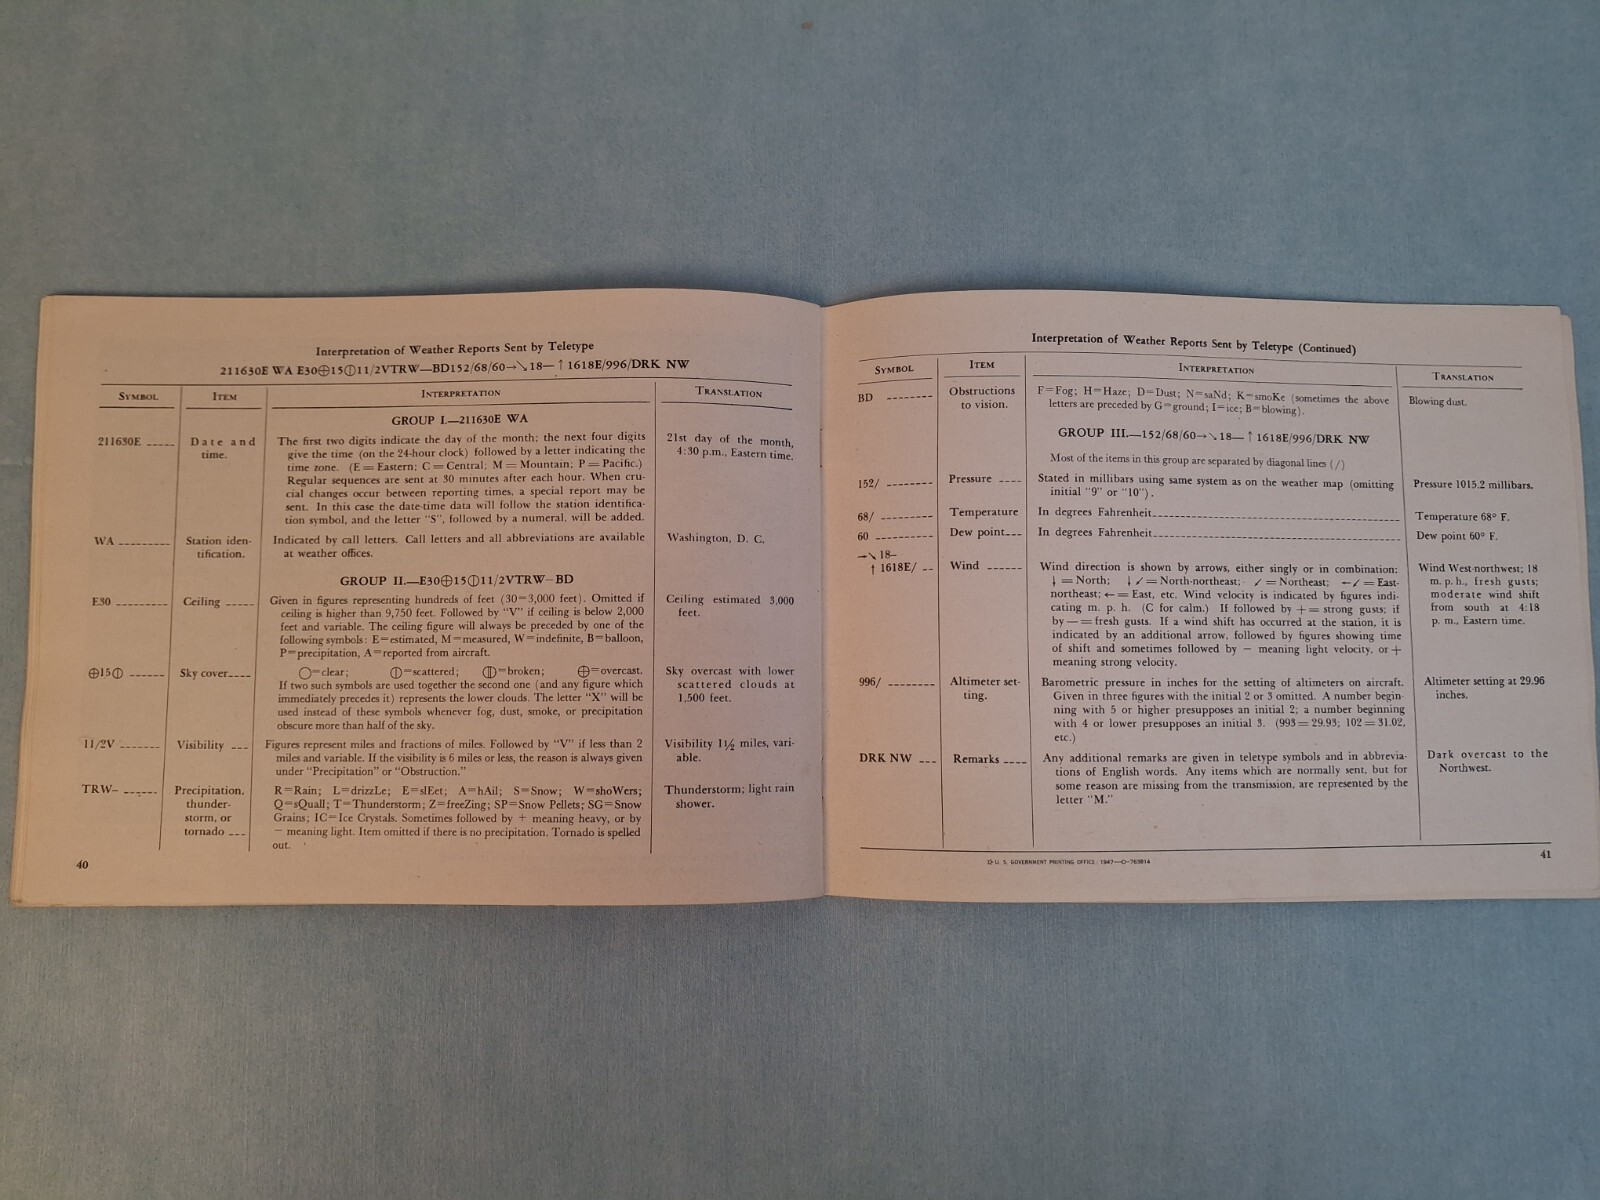 Interpretation of Weather Reports Sent by Teletype
211630E WA E30⊕15⦶11/2VTRW—BD152/68/60→↘18—↑1618E/996/DRK NW
SYMBOL ITEM INTERPRETATION TRANSLATION
GROUP I.—211630E WA
211630E Date and time. The first two digits indicate the day of the month; the next four digits 21st day of the month,
give the time (on the 24-hour clock) followed by a letter indicating the 4:30 p.m., Eastern time.
time zone. (E = Eastern; C = Central; M = Mountain; P = Pacific.)
Regular sequences are sent at 30 minutes after each hour. When cru-
cial changes occur between reporting times, a special report may be
sent. In this case the date-time data will follow the station identifica-
tion symbol, and the letter "S", followed by a numeral, will be added.
WA Station iden- Indicated by call letters. Call letters and all abbreviations are available Washington, D. C.
tification. at weather offices.
GROUP II.—E30⊕15⦶11/2VTRW–BD
E30 Ceiling Given in figures representing hundreds of feet (30=3,000 feet). Omitted if Ceiling estimated 3,000
ceiling is higher than 9,750 feet. Followed by "V" if ceiling is below 2,000 feet.
feet and variable. The ceiling figure will always be preceded by one of the
following symbols: E=estimated, M=measured, W=indefinite, B=balloon,
P=precipitation, A=reported from aircraft.
⊕15⦶ Sky cover ○=clear; ⦶=scattered; ◫=broken; ⊕=overcast. Sky overcast with lower
If two such symbols are used together the second one (and any figure which scattered clouds at
immediately precedes it) represents the lower clouds. The letter "X" will be 1,500 feet.
used instead of these symbols whenever fog, dust, smoke, or precipitation
obscure more than half of the sky.
11/2V Visibility Figures represent miles and fractions of miles. Followed by "V" if less than 2 Visibility 1½ miles, vari-
miles and variable. If the visibility is 6 miles or less, the reason is always given able.
under "Precipitation" or "Obstruction."
TRW– Precipitation, R=Rain; L=drizzLe; E=slEet; A=hAil; S=Snow; W=shoWers; Thunderstorm; light rain
thunder- Q=sQuall; T=Thunderstorm; Z=freeZing; SP=Snow Pellets; SG=Snow shower.
storm, or Grains; IC=Ice Crystals. Sometimes followed by + meaning heavy, or by
tornado – meaning light. Item omitted if there is no precipitation. Tornado is spelled
out.
40
Interpretation of Weather Reports Sent by Teletype (Continued)
SYMBOL ITEM INTERPRETATION TRANSLATION
BD Obstructions F=Fog; H=Haze; D=Dust; N=saNd; K=smoKe (sometimes the above Blowing dust.
to vision. letters are preceded by G=ground; I=ice; B=blowing).
GROUP III.—152/68/60→↘18—↑1618E/996/DRK NW
Most of the items in this group are separated by diagonal lines (/)
152/ Pressure Stated in millibars using same system as on the weather map (omitting Pressure 1015.2 millibars.
initial "9" or "10").
68/ Temperature In degrees Fahrenheit Temperature 68° F.
60 Dew point In degrees Fahrenheit Dew point 60° F.
→↘18–
↑1618E/ Wind Wind direction is shown by arrows, either singly or in combination: Wind West-northwest; 18
↓=North; ↓↙=North-northeast; ↙=Northeast; ←↙=East- m. p. h., fresh gusts;
northeast; ←=East, etc. Wind velocity is indicated by figures indi- moderate wind shift
cating m. p. h. (C for calm.) If followed by +=strong gusts; if from south at 4:18
by –=fresh gusts. If a wind shift has occurred at the station, it is p. m., Eastern time.
indicated by an additional arrow, followed by figures showing time
of shift and sometimes followed by – meaning light velocity, or +
meaning strong velocity.
996/ Altimeter set- Barometric pressure in inches for the setting of altimeters on aircraft. Altimeter setting at 29.96
ting. Given in three figures with the initial 2 or 3 omitted. A number begin- inches.
ning with 5 or higher presupposes an initial 2; a number beginning
with 4 or lower presupposes an initial 3. (993=29.93; 102=31.02,
etc.)
DRK NW Remarks Any additional remarks are given in teletype symbols and in abbrevia- Dark overcast to the
tions of English words. Any items which are normally sent, but for Northwest.
some reason are missing from the transmission, are represented by the
letter "M."
☆ U. S. GOVERNMENT PRINTING OFFICE : 1947—O-763814
41